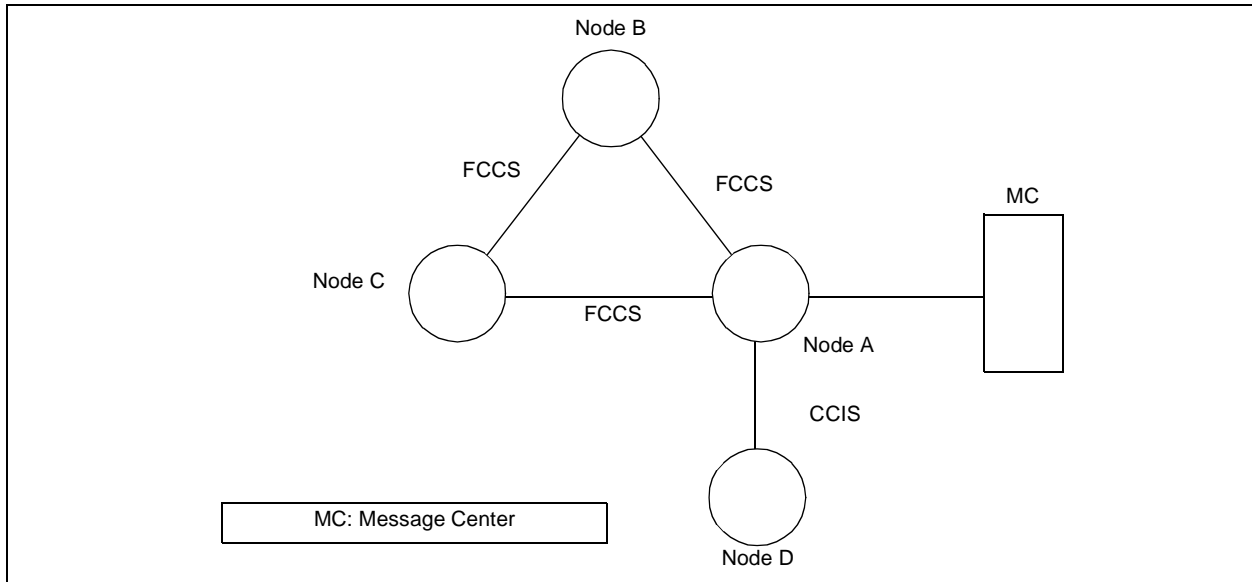 Node B
FCCS
FCCS
MC
Node C
FCCS
Node A
CCIS
MC: Message Center
Node D